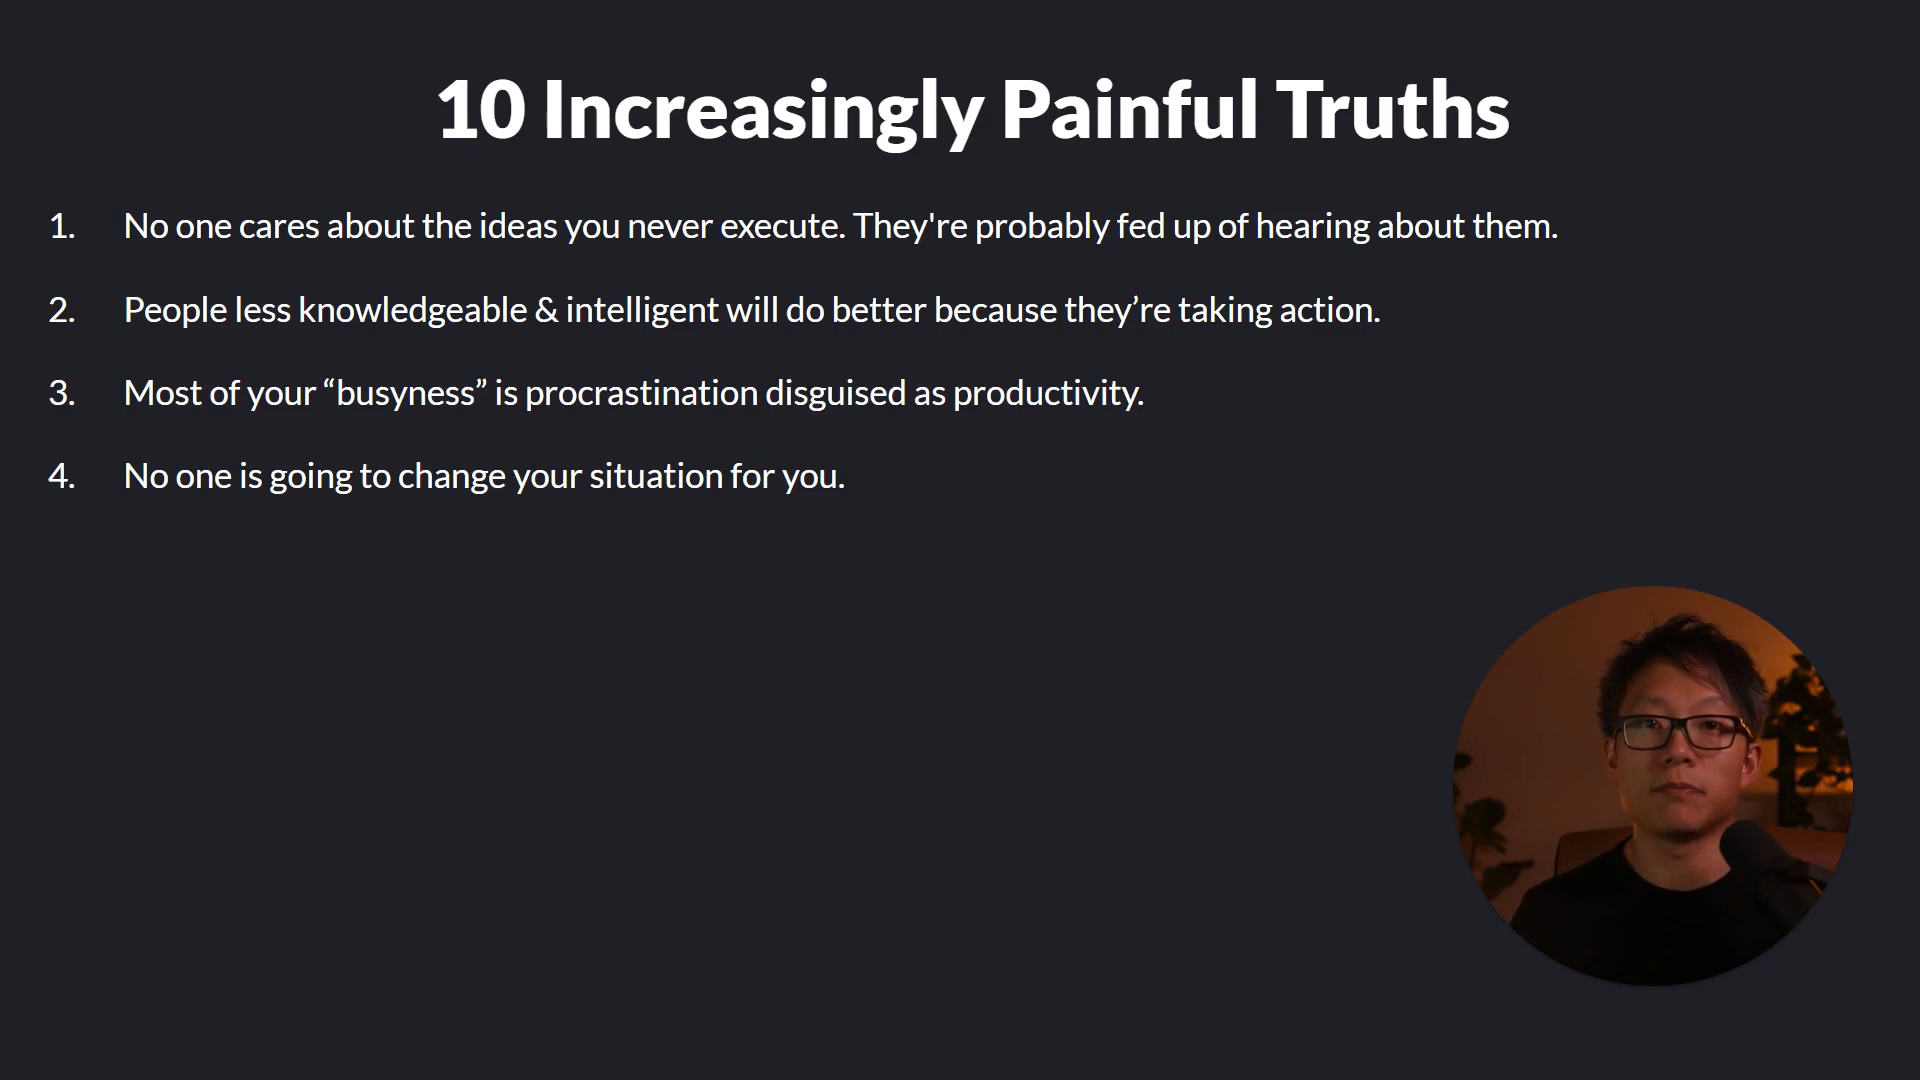 10 Increasingly Painful Truths
1. No one cares about the ideas you never execute. They're probably fed up of hearing about them.
2. People less knowledgeable & intelligent will do better because they’re taking action.
3. Most of your “busyness” is procrastination disguised as productivity.
4. No one is going to change your situation for you.